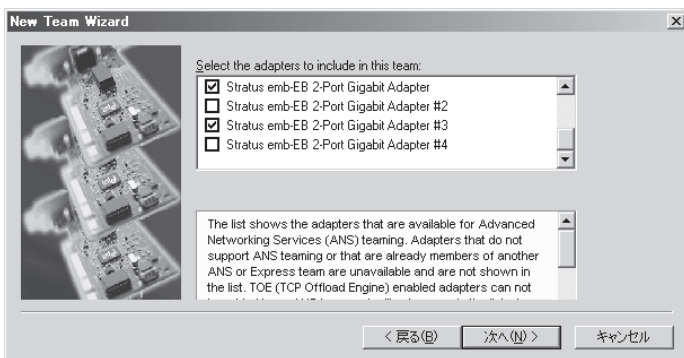 New Team Wizard
Select the adapters to include in this team:
Stratus emb-EB 2-Port Gigabit Adapter
Stratus emb-EB 2-Port Gigabit Adapter #2
Stratus emb-EB 2-Port Gigabit Adapter #3
Stratus emb-EB 2-Port Gigabit Adapter #4
The list shows the adapters that are available for Advanced
Networking Services (ANS) teaming. Adapters that do not
support ANS teaming or that are already members of another
ANS or Express team are unavailable and are not shown in
the list. TOE (TCP Offload Engine) enabled adapters can not
< 戻る(B)
次へ(N) >
キャンセル